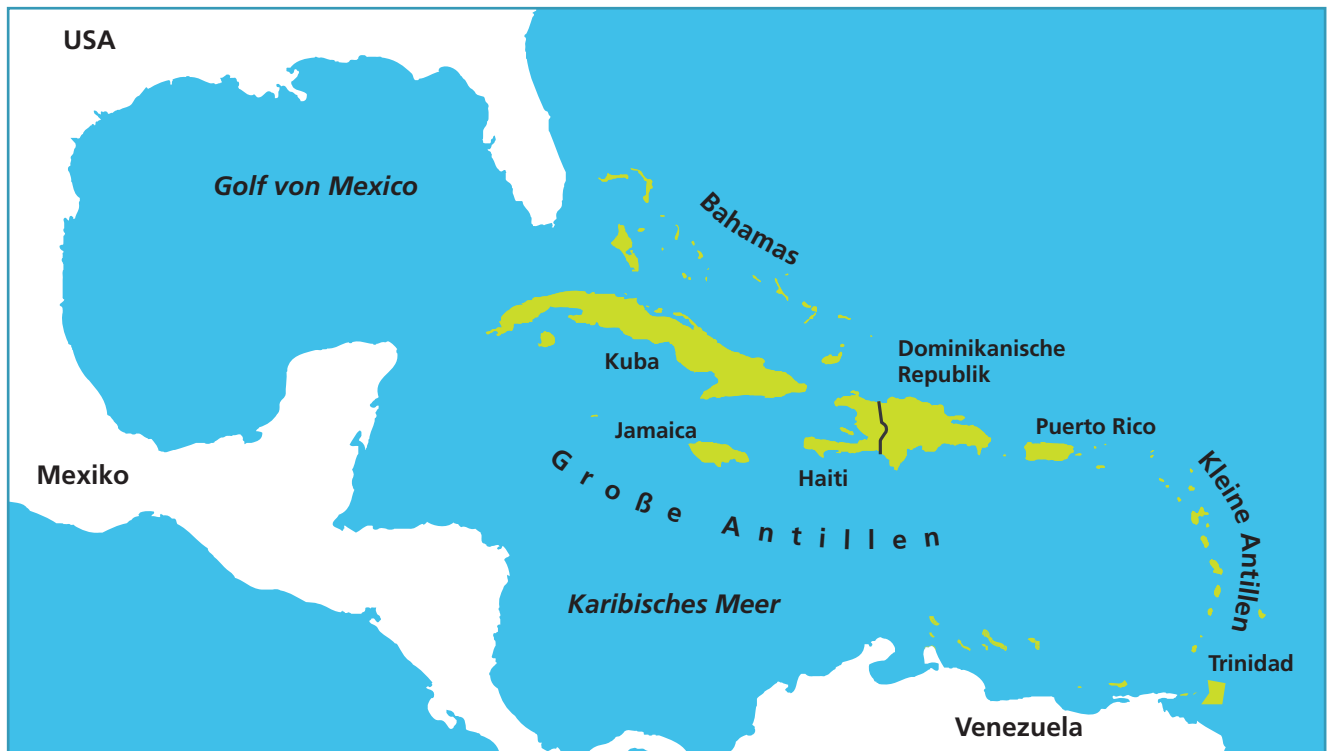 USA
Golf von Mexico
Bahamas
Kuba
Dominikanische
Republik
Jamaica
Puerto Rico
Mexiko
Haiti
Große Antillen
Kleine Antillen
Karibisches Meer
Trinidad
Venezuela